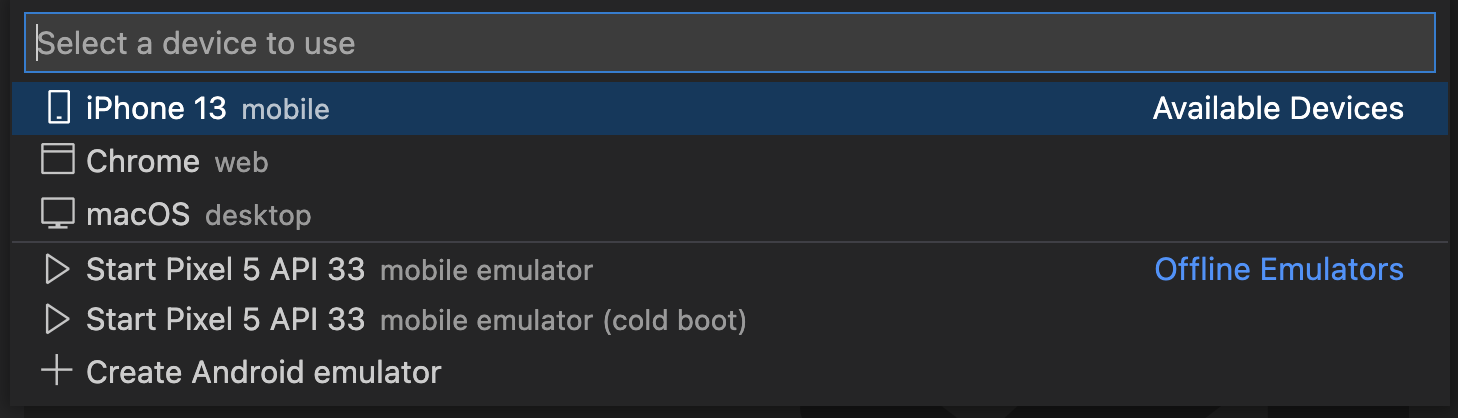 Select a device to use
iPhone 13 mobile Available Devices
Chrome web
macOS desktop
Start Pixel 5 API 33 mobile emulator Offline Emulators
Start Pixel 5 API 33 mobile emulator (cold boot)
Create Android emulator